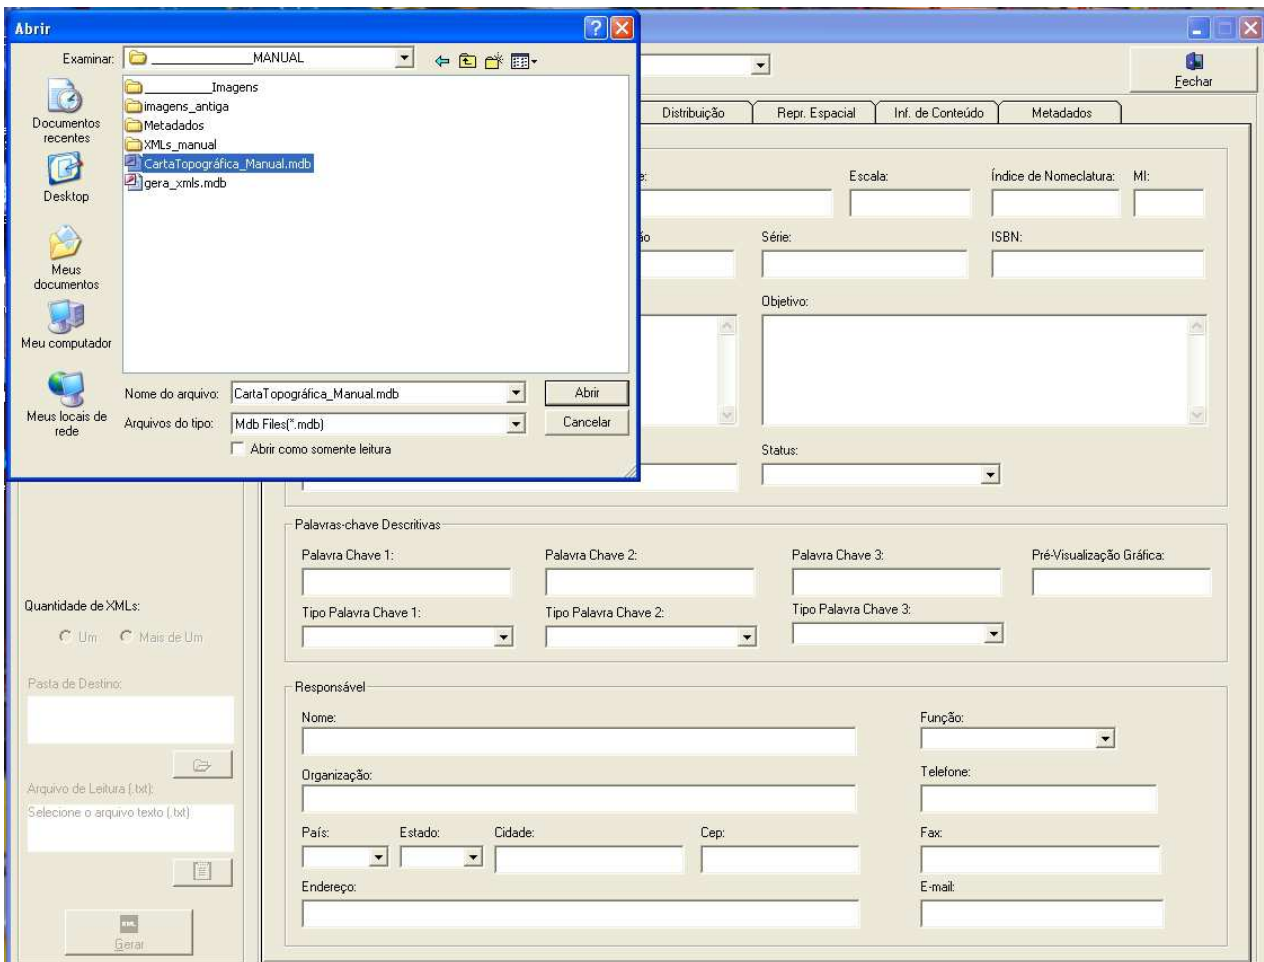 Abrir
Examinar: ____________MANUAL
_________Imagens
imagens_antiga
Metadados
XMLs_manual
CartaTopográfica_Manual.mdb
gera_xmls.mdb
Documentos
recentes
Desktop
Meus
documentos
Meu computador
Meus locais de
rede
Nome do arquivo: CartaTopográfica_Manual.mdb Abrir
Arquivos do tipo: Mdb Files(*.mdb) Cancelar
Abrir como somente leitura
Fechar
Distribuição Repr. Espacial Inf. de Conteúdo Metadados
Escala: Índice de Nomeclatura: MI:
Série: ISBN:
Objetivo:
Status:
Palavras-chave Descritivas
Palavra Chave 1: Palavra Chave 2: Palavra Chave 3: Pré-Visualização Gráfica:
Tipo Palavra Chave 1: Tipo Palavra Chave 2: Tipo Palavra Chave 3:
Quantidade de XMLs:
Um Mais de Um
Pasta de Destino:
Arquivo de Leitura (.txt):
Selecione o arquivo texto (.txt)
XML
Gerar
Responsável
Nome: Função:
Organização: Telefone:
País: Estado: Cidade: Cep: Fax:
Endereço: E-mail: